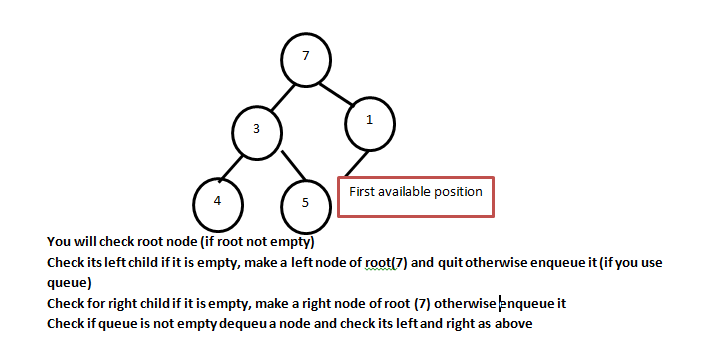 7
3
1
4
5
First available position
You will check root node (if root not empty)
Check its left child if it is empty, make a left node of root(7) and quit otherwise enqueue it (if you use
queue)
Check for right child if it is empty, make a right node of root (7) otherwise enqueue it
Check if queue is not empty dequeu a node and check its left and right as above